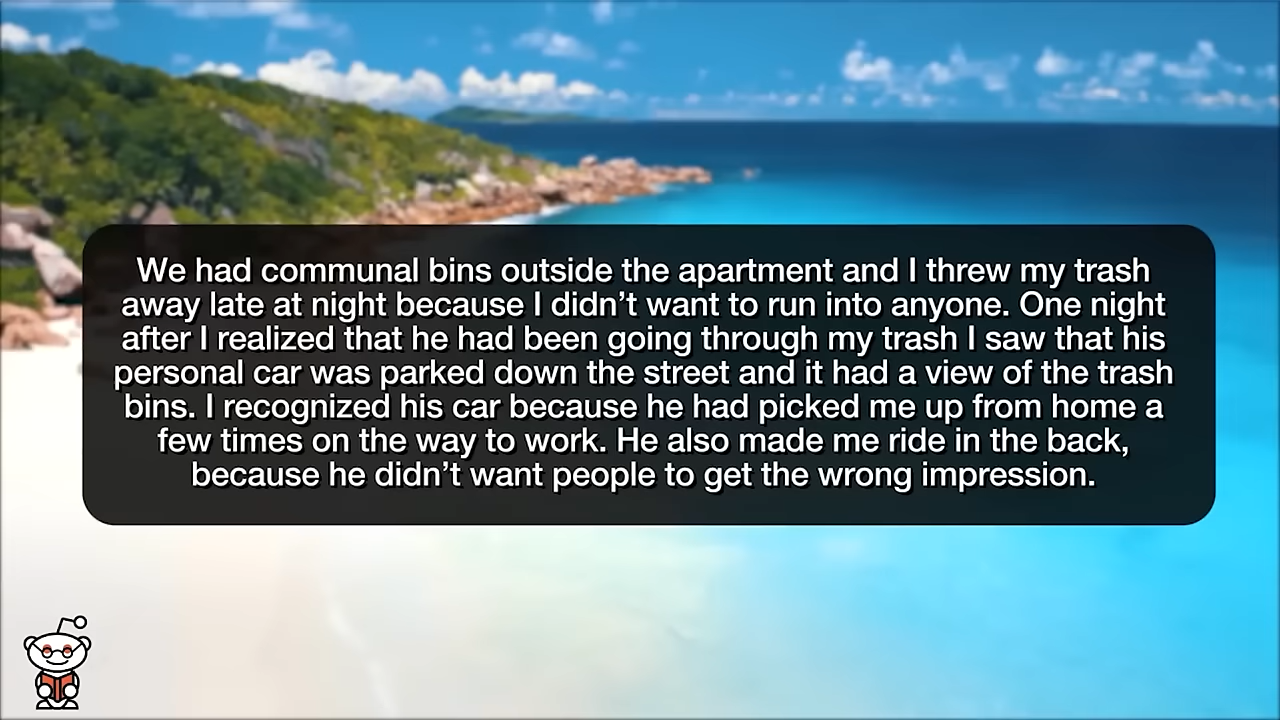 We had communal bins outside the apartment and I threw my trash
away late at night because I didn’t want to run into anyone. One night
after I realized that he had been going through my trash I saw that his
personal car was parked down the street and it had a view of the trash
bins. I recognized his car because he had picked me up from home a
few times on the way to work. He also made me ride in the back,
because he didn’t want people to get the wrong impression.